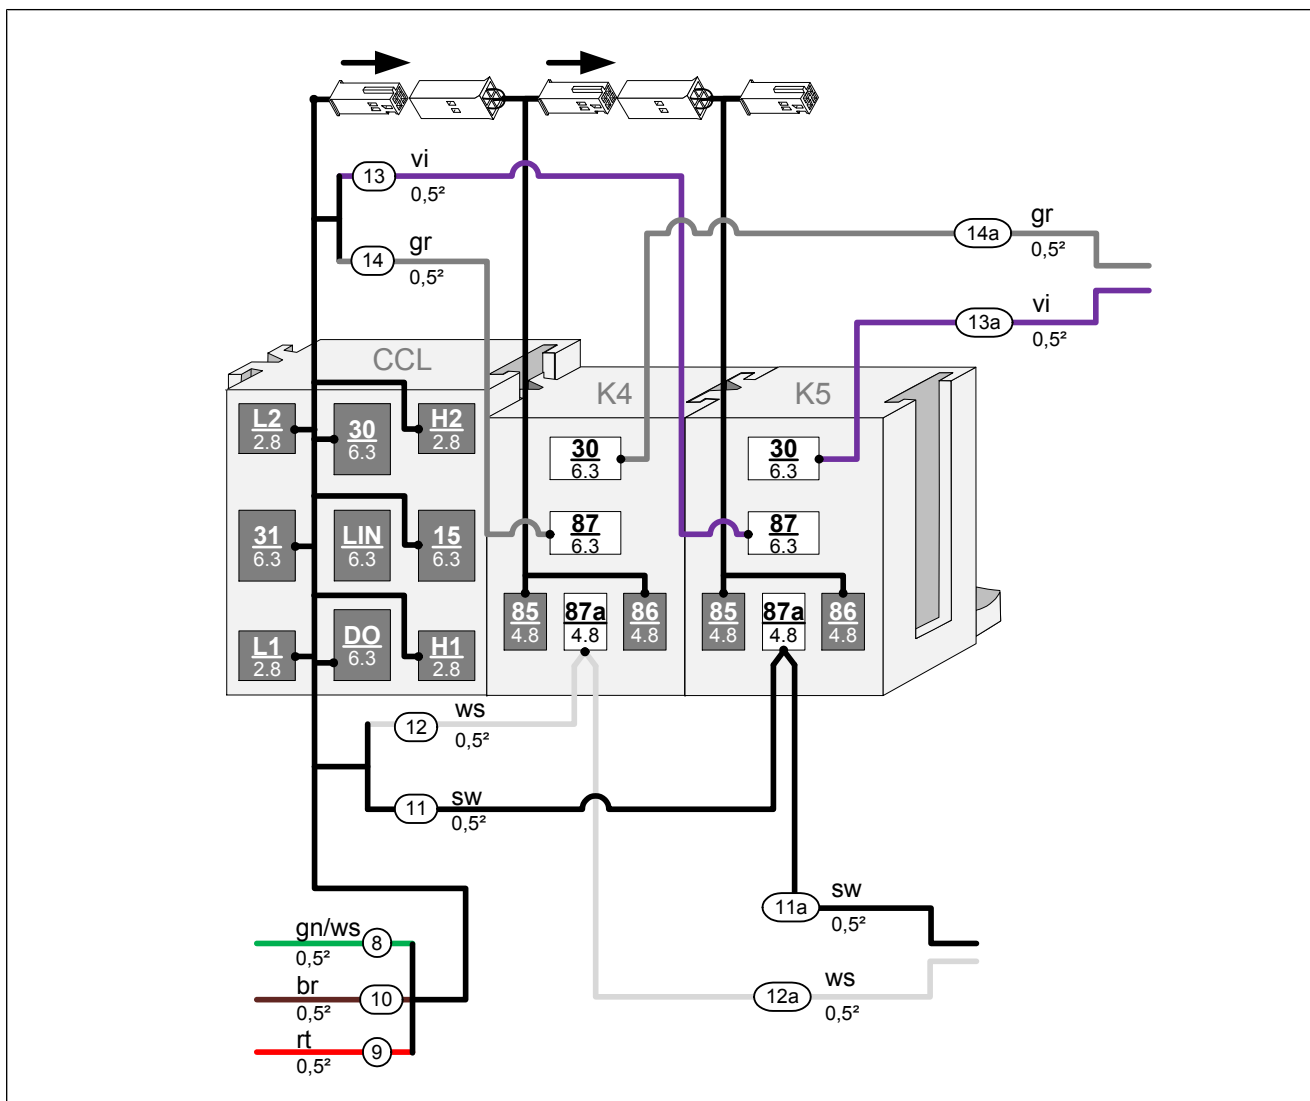 13 vi
0,5²
14 gr
0,5²
14a gr
0,5²
13a vi
0,5²
CCL
K4
K5
L2
2.8
30
6.3
H2
2.8
31
6.3
LIN
6.3
15
6.3
L1
2.8
DO
6.3
H1
2.8
30
6.3
87
6.3
85
4.8
87a
4.8
86
4.8
30
6.3
87
6.3
85
4.8
87a
4.8
86
4.8
12 ws
0,5²
11 sw
0,5²
11a sw
0,5²
12a ws
0,5²
gn/ws 8
0,5²
br 10
0,5²
rt 9
0,5²